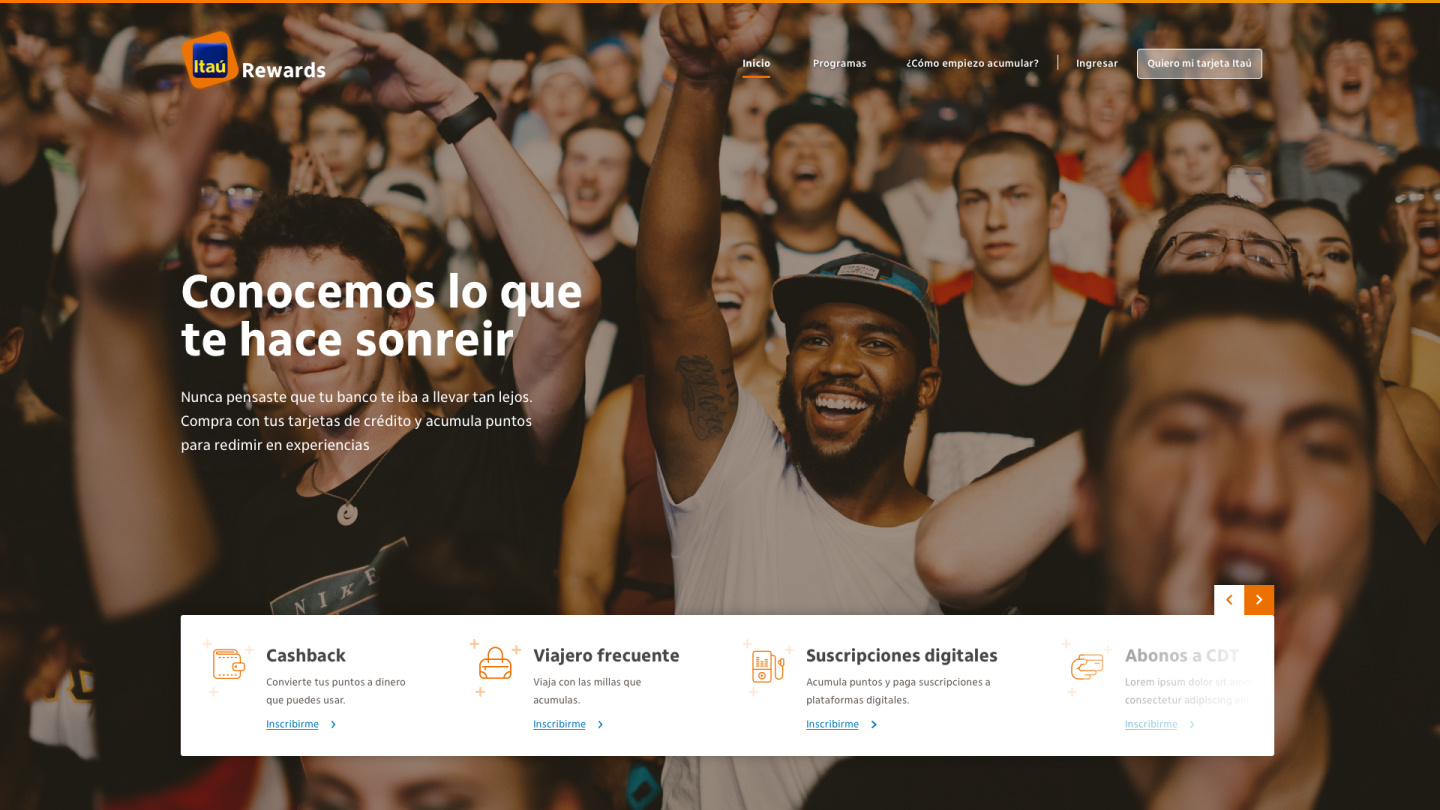 Itaú
Rewards
Inicio
Programas
¿Cómo empiezo acumular?
Ingresar
Quiero mi tarjeta Itaú
Conocemos lo que
te hace sonreir
Nunca pensaste que tu banco te iba a llevar tan lejos.
Compra con tus tarjetas de crédito y acumula puntos
para redimir en experiencias
NIKE
Cashback
Convierte tus puntos a dinero
que puedes usar.
Inscribirme
Viajero frecuente
Viaja con las millas que
acumulas.
Inscribirme
Suscripciones digitales
Acumula puntos y paga suscripciones a
plataformas digitales.
Inscribirme
Abonos a CDT
Lorem ipsum dolor sit
consectetur adipiscing
Inscribirme